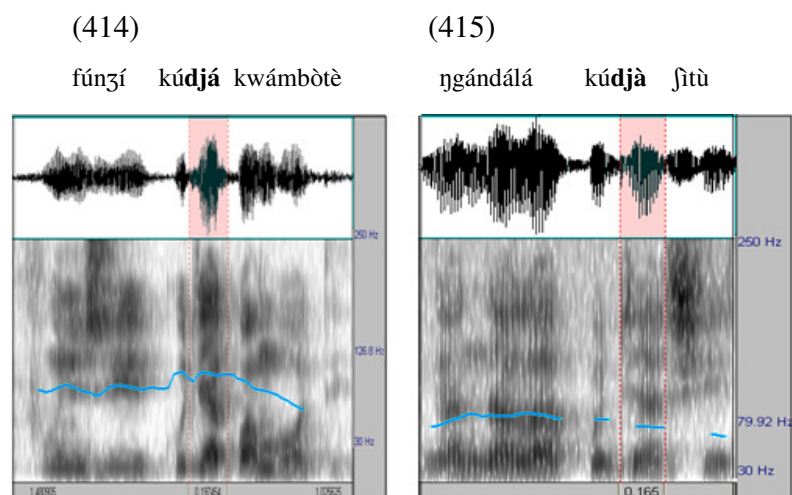 (414) (415)
fúnʒí kúdjá kwámbòtè ŋgándálá kúdjà ʃìtù
250 Hz 250 Hz
126.8 Hz
79.92 Hz
30 Hz 30 Hz
0.165